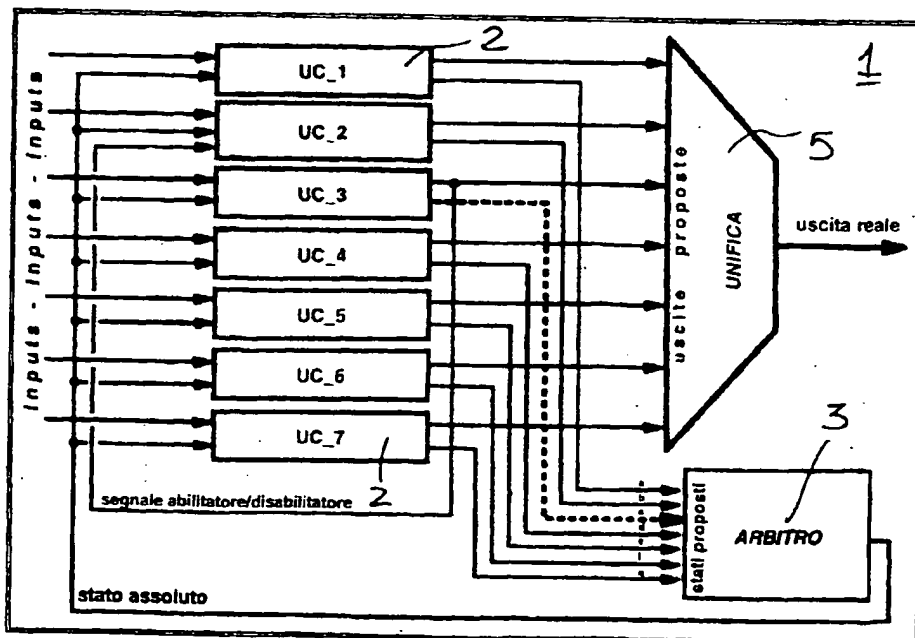 Inputs - Inputs - Inputs
UC_1
UC_2
UC_3
UC_4
UC_5
UC_6
UC_7
2
2
1
5
3
uscite proposte
UNIFICA
uscita reale
segnale abilitatore/disabilitatore
stati proposti
ARBITRO
stato assoluto